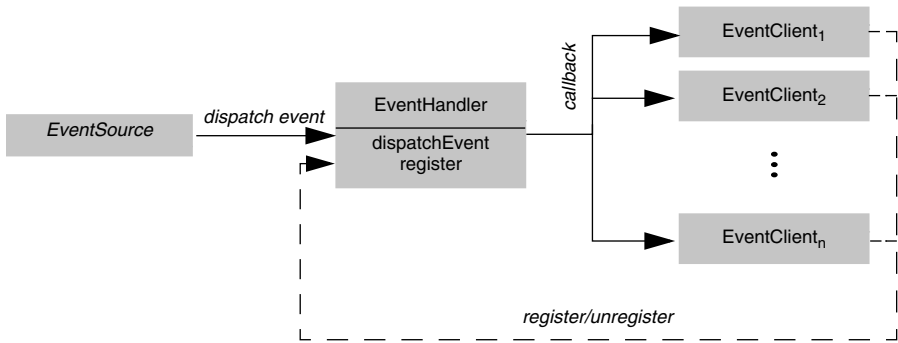 EventSource
dispatch event
EventHandler
dispatchEvent
register
callback
EventClient1
EventClient2
EventClientn
register/unregister